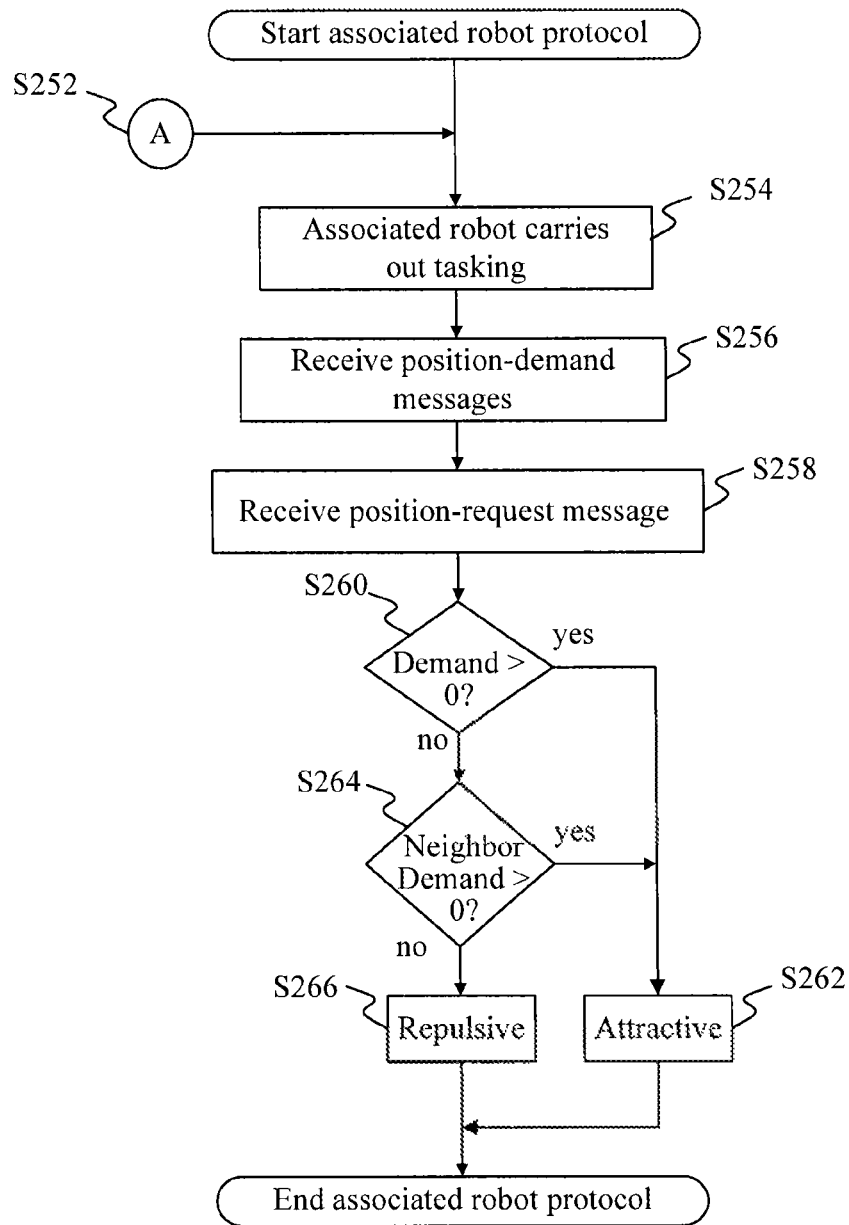 Start associated robot protocol
S252
A
S254
Associated robot carries
out tasking
S256
Receive position-demand
messages
S258
Receive position-request message
S260
yes
Demand >
0?
no
S264
yes
Neighbor
Demand >
0?
no
S266
S262
Repulsive
Attractive
End associated robot protocol